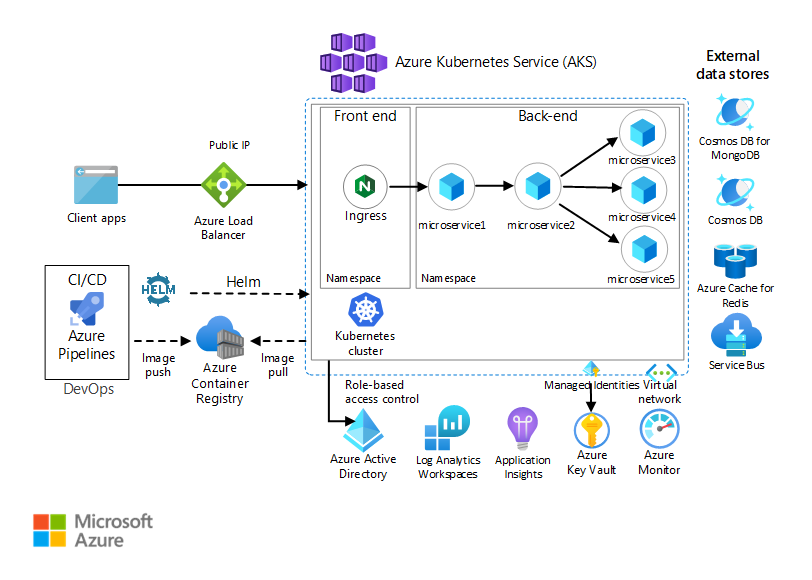 Azure Kubernetes Service (AKS)
External
data stores
Front end
Back-end
Public IP
microservice3
Cosmos DB for
MongoDB
Client apps
Azure Load
Balancer
Ingress
microservice1
microservice2
microservice4
Cosmos DB
Namespace
Namespace
microservice5
CI/CD
Azure
Pipelines
DevOps
HELM
Helm
Azure Cache for
Redis
Kubernetes
cluster
Image
push
Azure
Container
Registry
Image
pull
Service Bus
Role-based
access control
Managed Identities
Virtual
network
Azure Active
Directory
Log Analytics
Workspaces
Application
Insights
Azure
Key Vault
Azure
Monitor
Microsoft
Azure